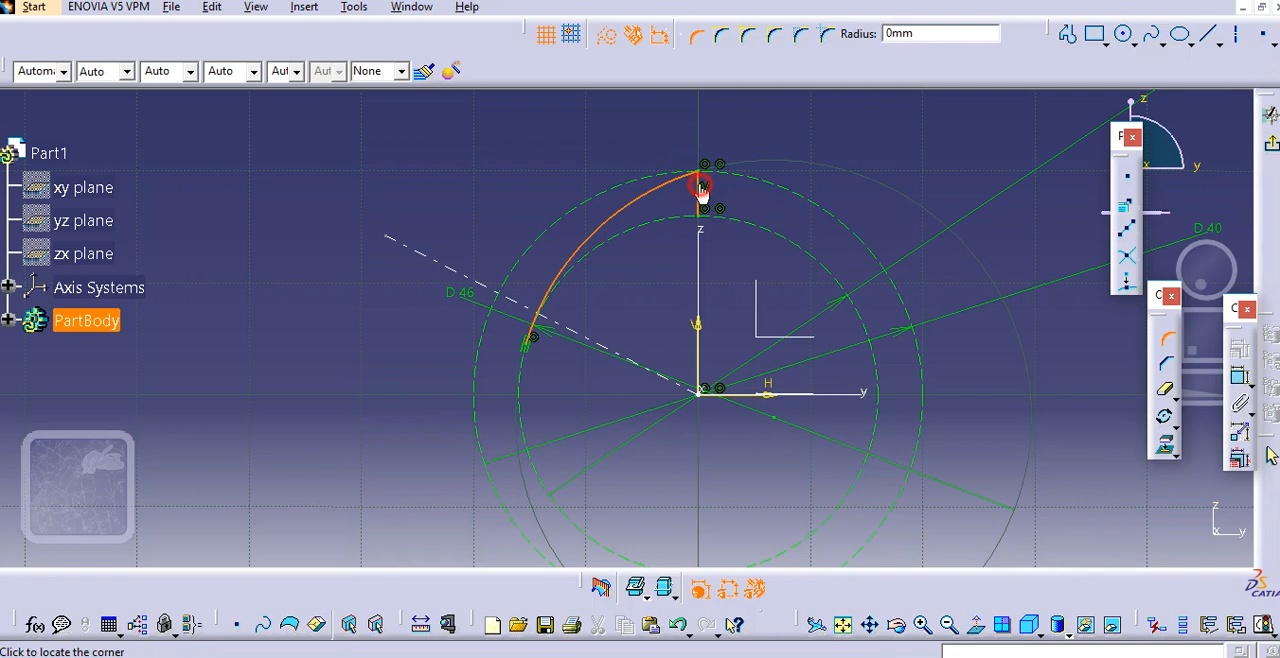 Start ENOVIA V5 VPM File Edit View Insert Tools Window Help
Radius: 0mm
Auto Auto Auto Aut Aut None
Part1
xy plane
yz plane
zx plane
Axis Systems
PartBody
D 46
D 40
z
x y
P x
z
V
H
x y
C x
C x
z
x y
f(x)
CATIA
Click to locate the corner